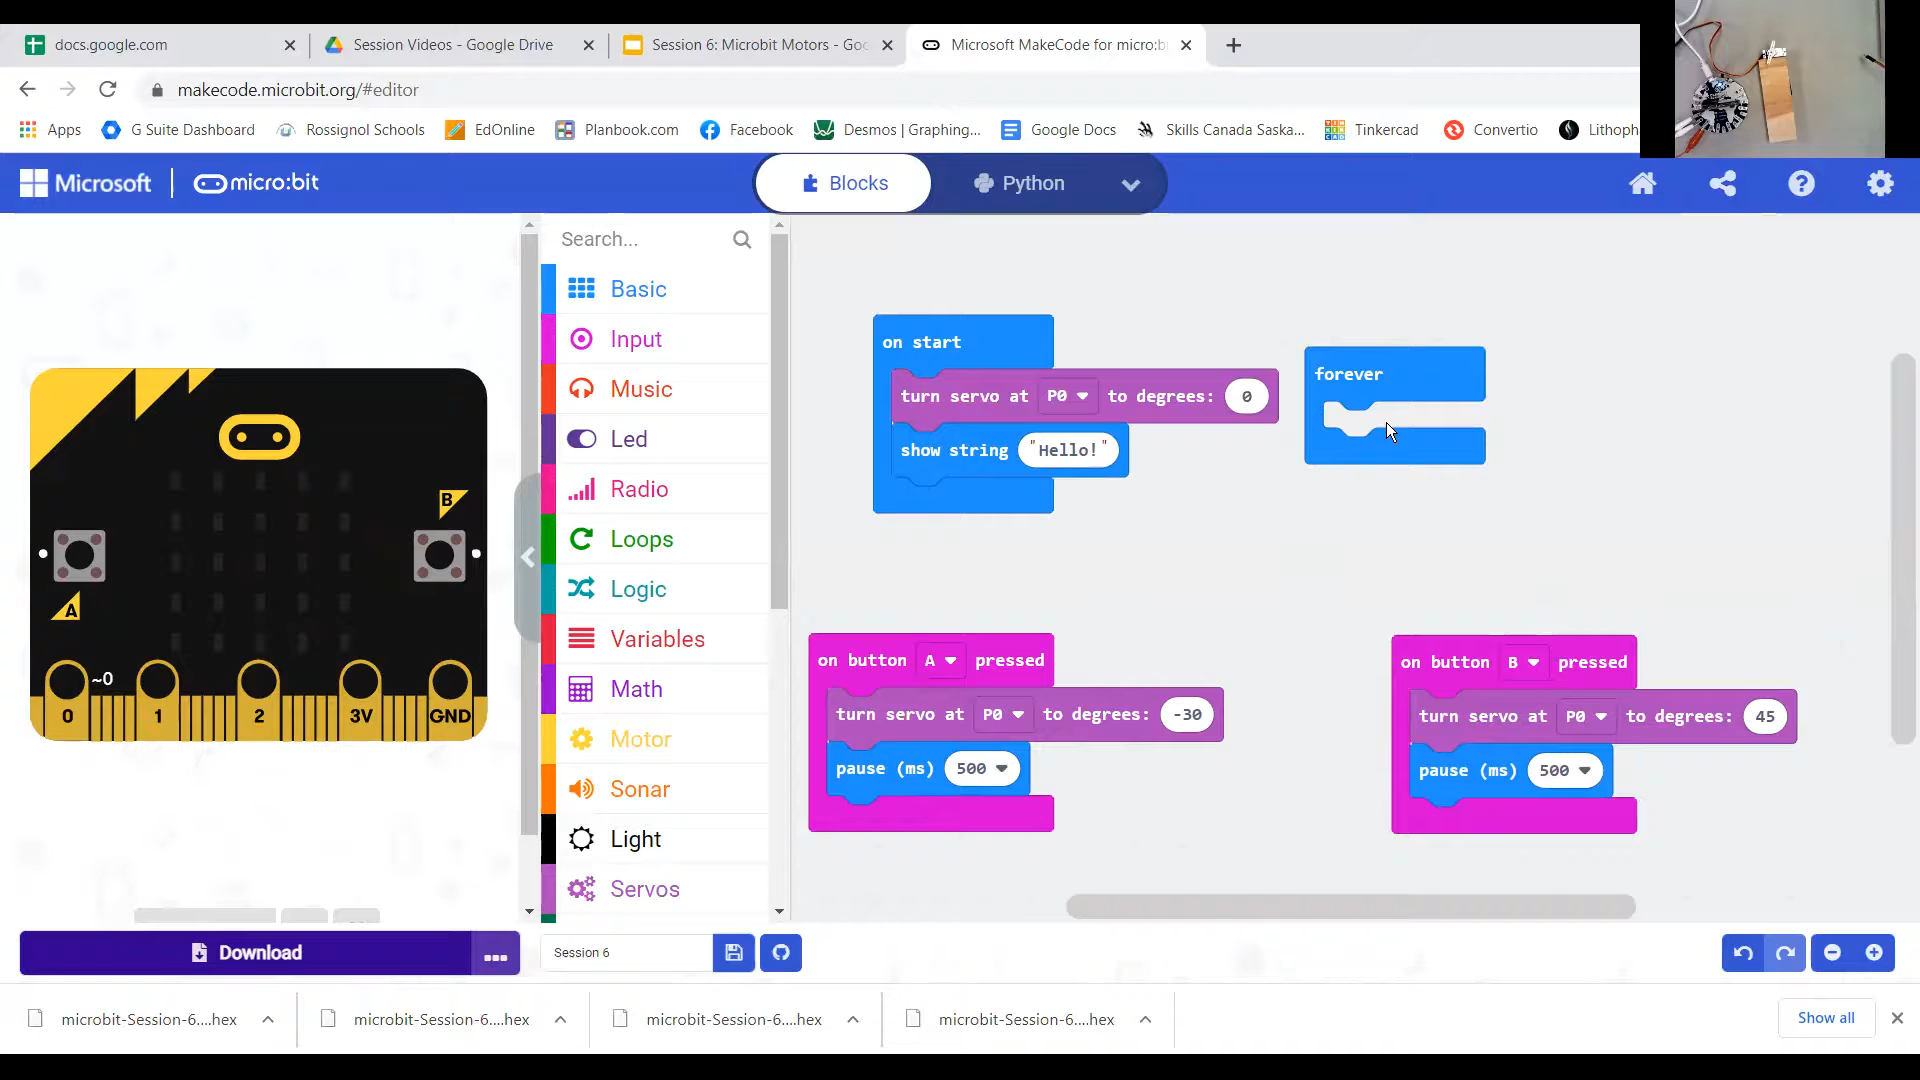 docs.google.com
Session Videos - Google Drive
Session 6: Microbit Motors - Goo
Microsoft MakeCode for micro:b
makecode.microbit.org/#editor
Apps
G Suite Dashboard
Rossignol Schools
EdOnline
Planbook.com
Facebook
Desmos | Graphing...
Google Docs
Skills Canada Saska...
Tinkercad
Convertio
Lithoph
Microsoft
micro:bit
Blocks
Python
Search...
Basic
Input
Music
Led
Radio
Loops
Logic
Variables
Math
Motor
Sonar
Light
Servos
B
A
~0
0
1
2
3V
GND
on start
turn servo at P0 to degrees: 0
show string "Hello!"
forever
on button A pressed
turn servo at P0 to degrees: -30
pause (ms) 500
on button B pressed
turn servo at P0 to degrees: 45
pause (ms) 500
Download
...
Session 6
microbit-Session-6....hex
microbit-Session-6....hex
microbit-Session-6....hex
microbit-Session-6....hex
Show all